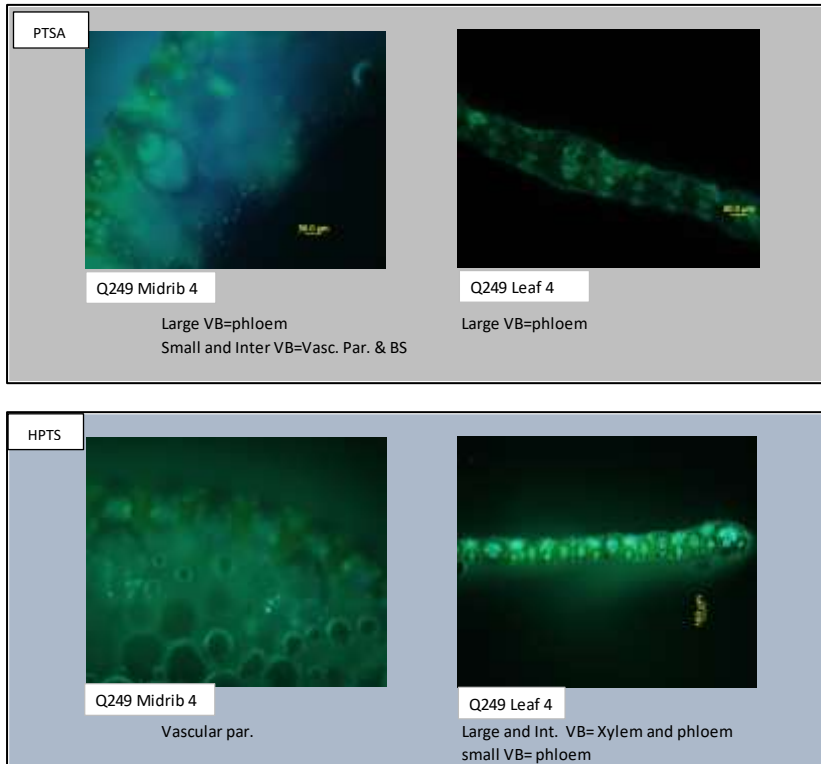 PTSA
Q249 Midrib 4
Q249 Leaf 4
Large VB=phloem
Small and Inter VB=Vasc. Par. & BS
Large VB=phloem
HPTS
Q249 Midrib 4
Q249 Leaf 4
Vascular par.
Large and Int. VB= Xylem and phloem
small VB= phloem